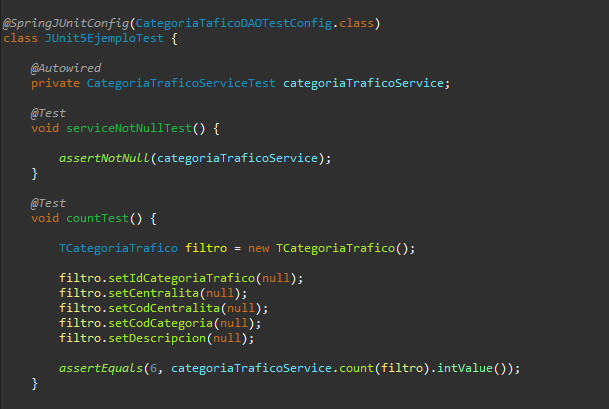 @SpringJUnitConfig(CategoriaTaficoDAOTestConfig.class)
class JUnit5EjemploTest {
@Autowired
private CategoriaTraficoServiceTest categoriaTraficoService;
@Test
void serviceNotNullTest() {
assertNotNull(categoriaTraficoService);
}
@Test
void countTest() {
TCategoriaTrafico filtro = new TCategoriaTrafico();
filtro.setIdCategoriaTrafico(null);
filtro.setCentralita(null);
filtro.setCodCentralita(null);
filtro.setCodCategoria(null);
filtro.setDescripcion(null);
assertEquals(6, categoriaTraficoService.count(filtro).intValue());
}